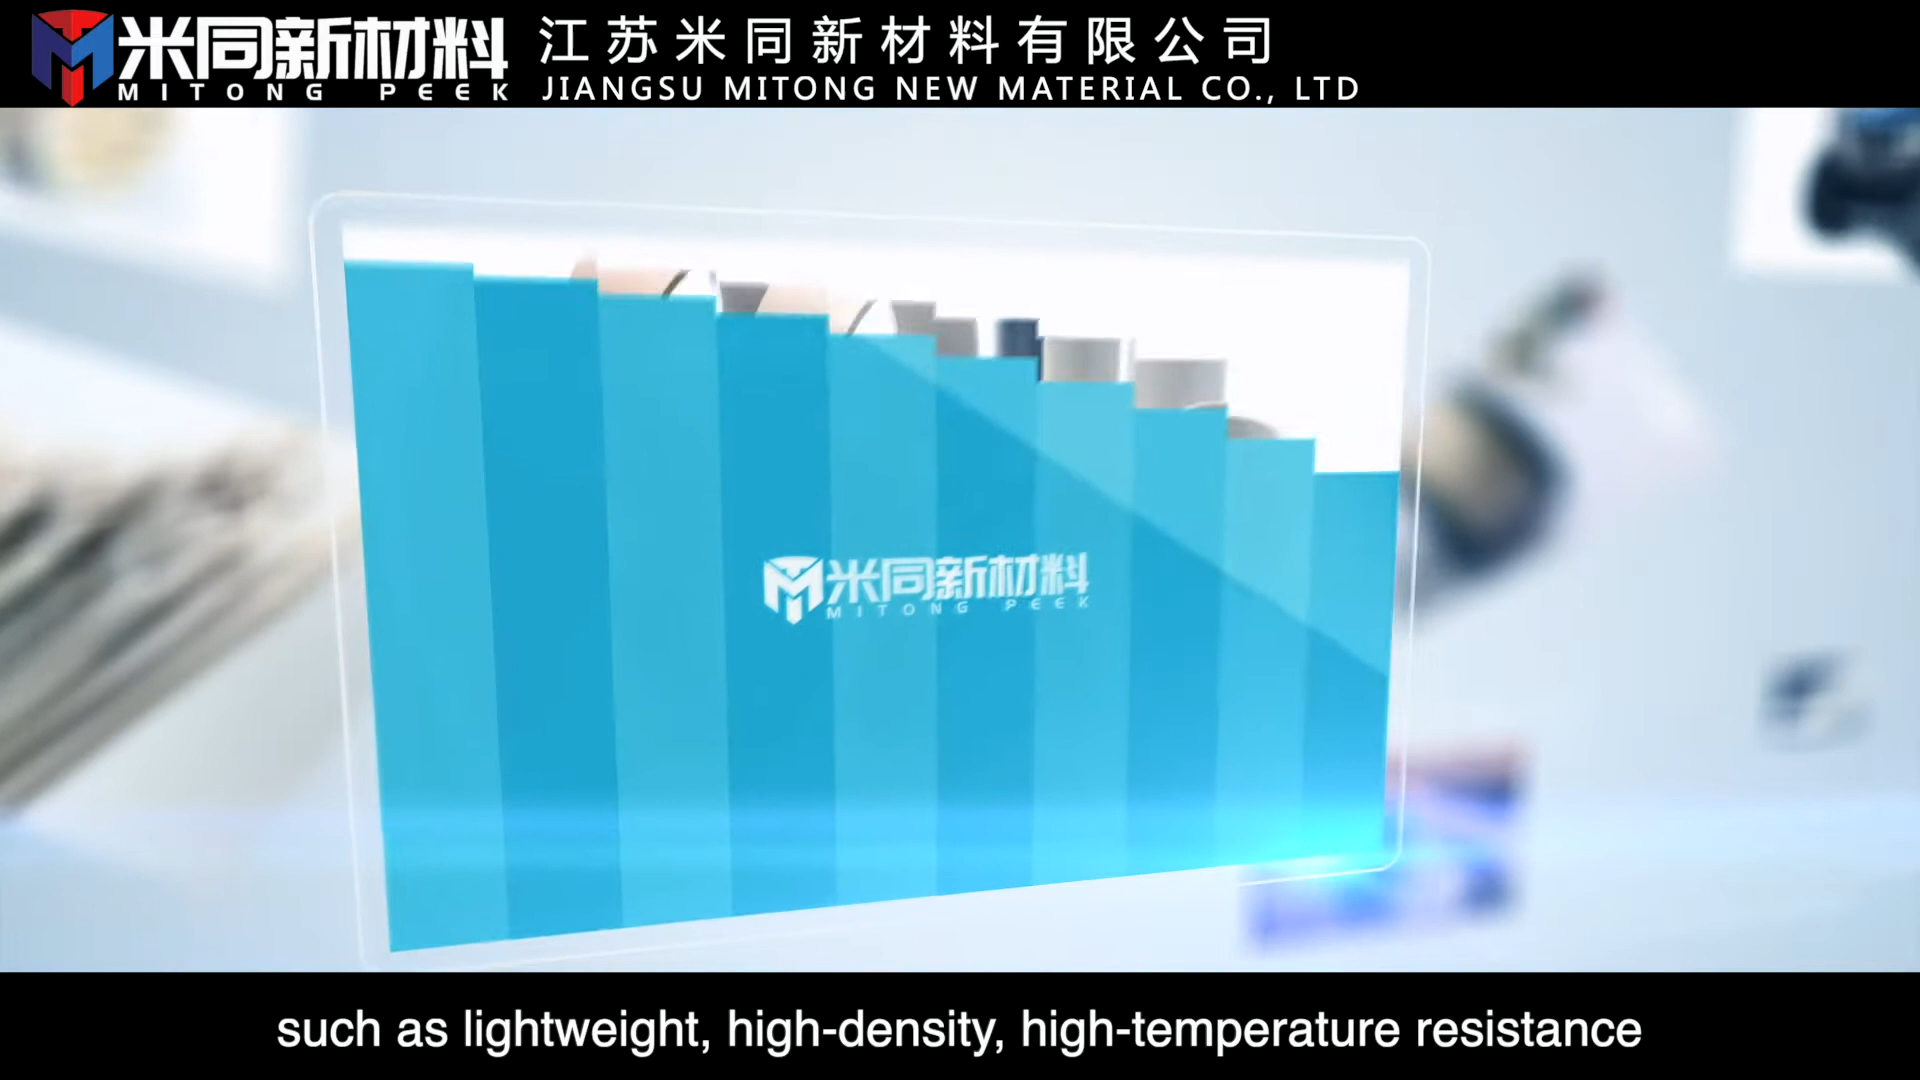 米同新材料
MITONG PEEK
江苏米同新材料有限公司
JIANGSU MITONG NEW MATERIAL CO., LTD
米同新材料
MITONG PEEK
such as lightweight, high-density, high-temperature resistance